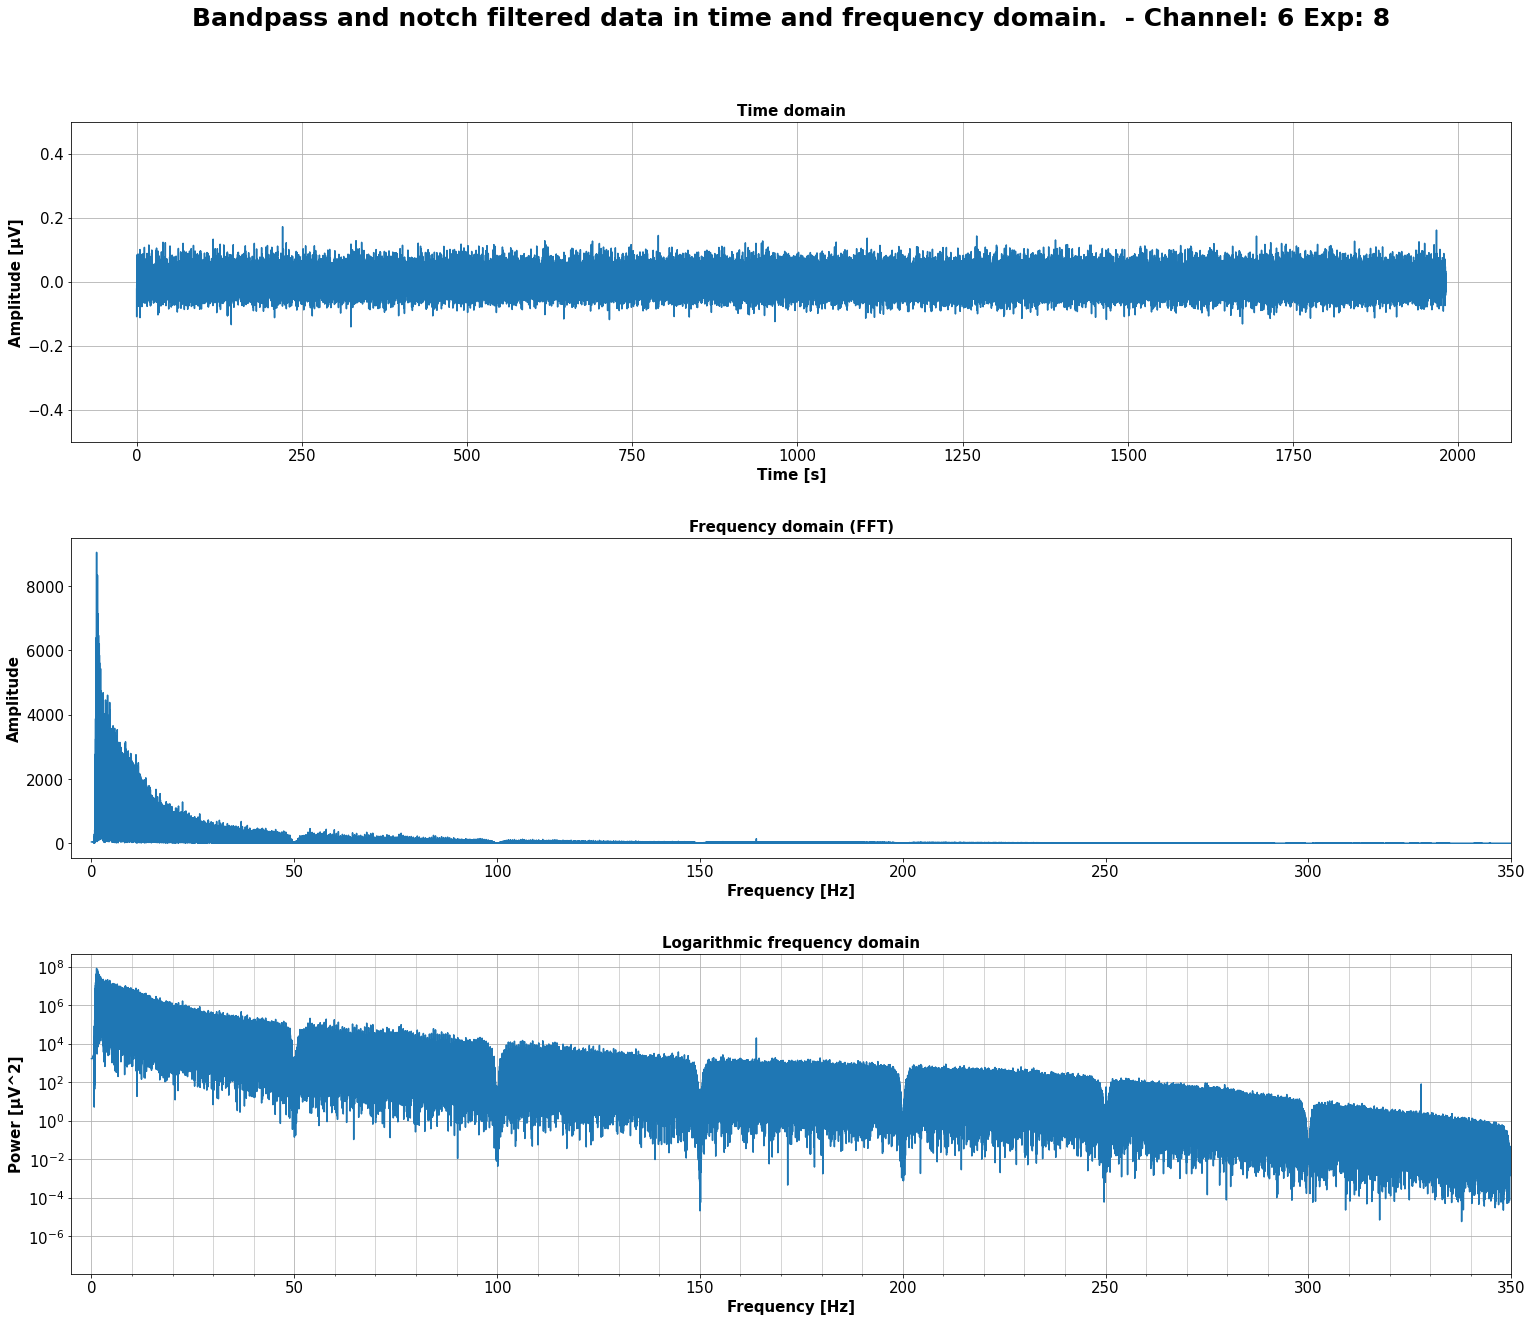 Bandpass and notch filtered data in time and frequency domain.  - Channel: 6 Exp: 8
Time domain
Amplitude [µV]
0.4
0.2
0.0
−0.2
−0.4
0 250 500 750 1000 1250 1500 1750 2000
Time [s]
Frequency domain (FFT)
Amplitude
8000
6000
4000
2000
0
0 50 100 150 200 250 300 350
Frequency [Hz]
Logarithmic frequency domain
Power [µV^2]
10^8
10^6
10^4
10^2
10^0
10^−2
10^−4
10^−6
0 50 100 150 200 250 300 350
Frequency [Hz]